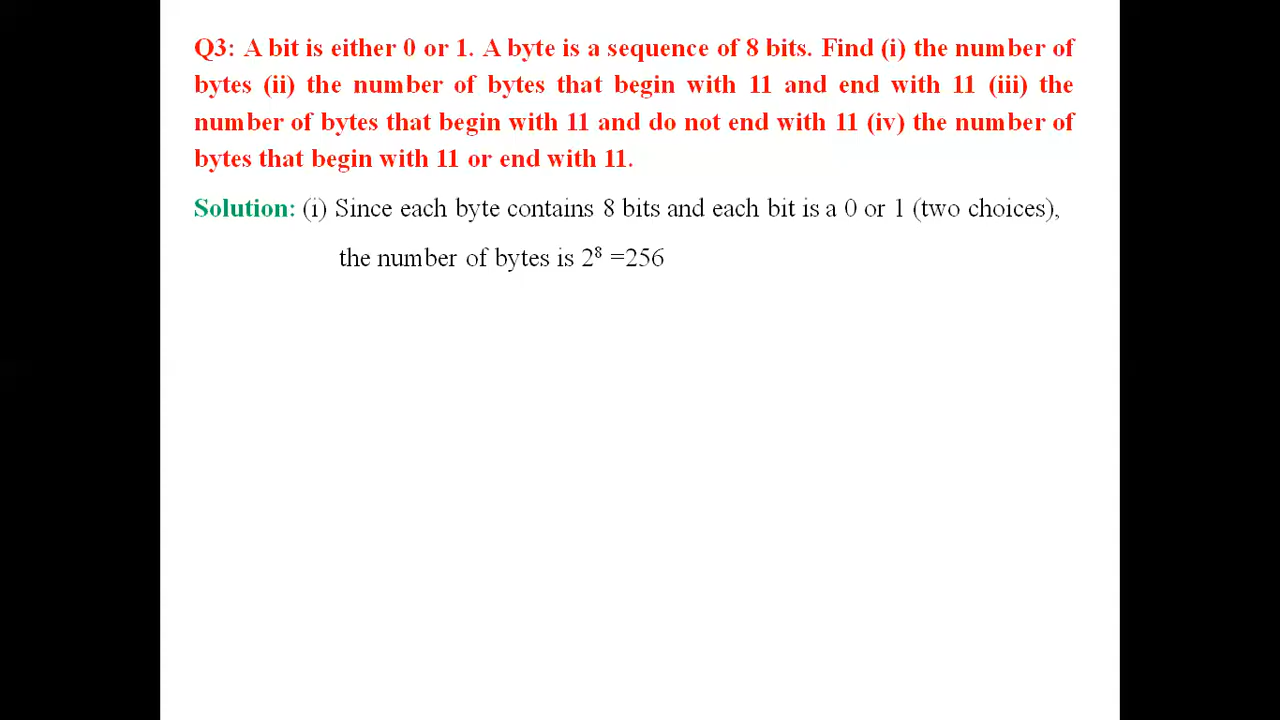 Q3: A bit is either 0 or 1. A byte is a sequence of 8 bits. Find (i) the number of
bytes (ii) the number of bytes that begin with 11 and end with 11 (iii) the
number of bytes that begin with 11 and do not end with 11 (iv) the number of
bytes that begin with 11 or end with 11.
Solution: (i) Since each byte contains 8 bits and each bit is a 0 or 1 (two choices),
the number of bytes is 2⁸ =256